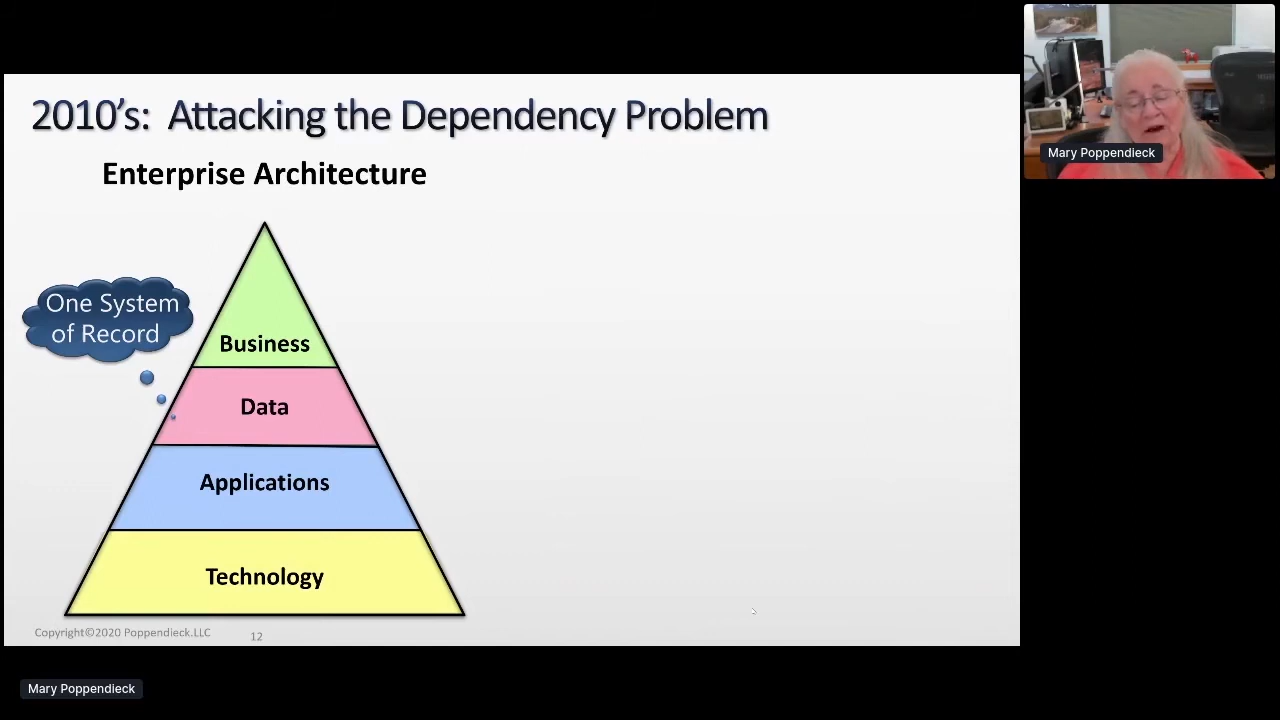 2010's: Attacking the Dependency Problem
Enterprise Architecture
One System
of Record
Business
Data
Applications
Technology
Copyright©2020 Poppendieck.LLC
12
Mary Poppendieck
Mary Poppendieck